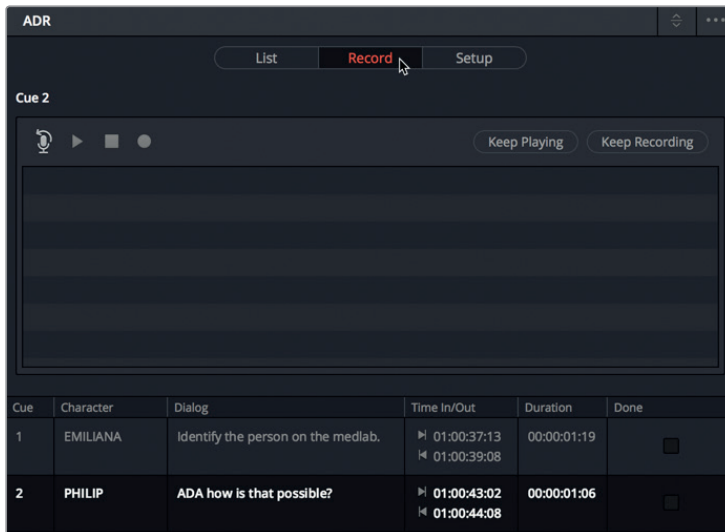 ADR
List Record Setup
Cue 2
Keep Playing Keep Recording
Cue Character Dialog Time In/Out Duration Done
1 EMILIANA Identify the person on the medlab. 01:00:37:13 00:00:01:19
01:00:39:08
2 PHILIP ADA how is that possible? 01:00:43:02 00:00:01:06
01:00:44:08